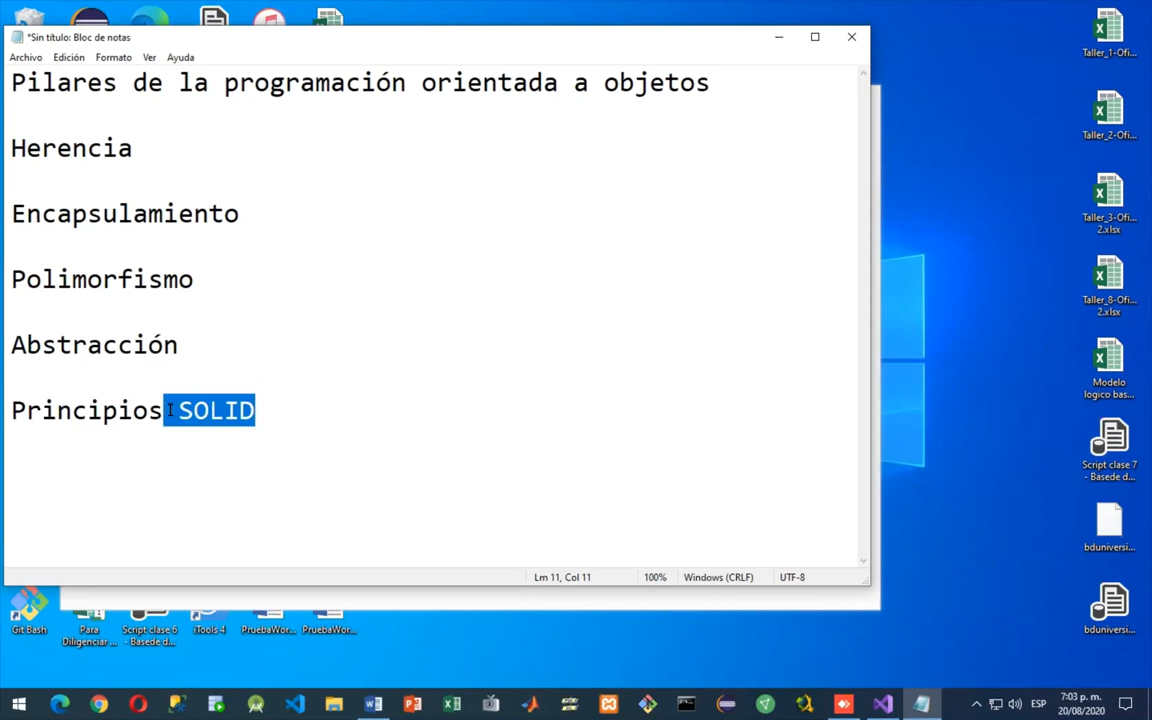 *Sin título: Bloc de notas
Archivo Edición Formato Ver Ayuda
Pilares de la programación orientada a objetos
Herencia
Encapsulamiento
Polimorfismo
Abstracción
Principios SOLID
Lm 11, Col 11 100% Windows (CRLF) UTF-8
Taller_1-Ofi...
Taller_2-Ofi...
Taller_3-Ofi...
2.xlsx
Taller_8-Ofi...
2.xlsx
Modelo
logico bas...
Script clase 7
- Basede d...
bduniversi...
bduniversi...
Git Bash
Para
Diligenciar ...
Script clase 6
- Basede d...
iTools 4
PruebaWor...
PruebaWor...
ESP
7:03 p. m.
20/08/2020